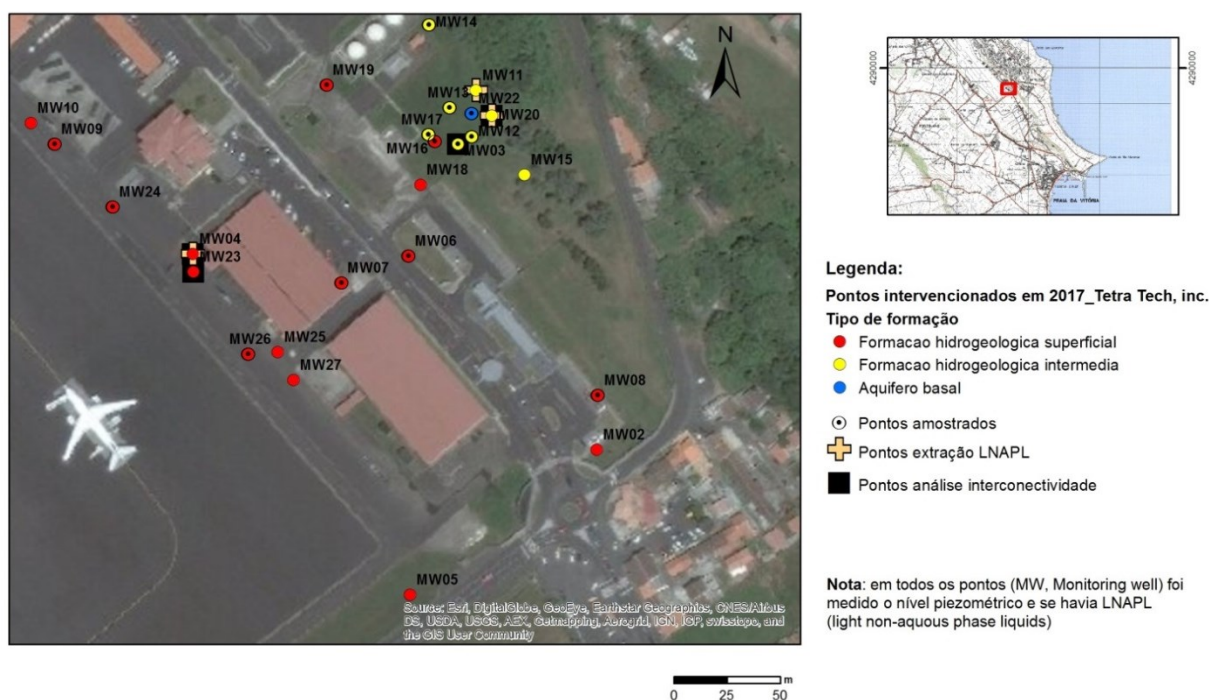 MW14
N
MW19
MW11
MW10
MW13
MW22
MW09
MW17
MW20
MW12
MW16
MW03
MW15
MW18
MW24
MW04
MW06
MW23
MW07
MW26
MW25
MW27
MW08
MW02
MW05
Source: Esri, DigitalGlobe, GeoEye, Earthstar Geographics, CNES/Airbus
DS, USDA, USGS, AEX, Getmapping, Aerogrid, IGN, IGP, swisstopo, and
the GIS User Community
m
0 25 50
4290000
4290000
PRAIA DA VITÓRIA
Legenda:
Pontos intervencionados em 2017_Tetra Tech, inc.
Tipo de formação
Formacao hidrogeologica superficial
Formacao hidrogeologica intermedia
Aquifero basal
Pontos amostrados
Pontos extração LNAPL
Pontos análise interconectividade
Nota: em todos os pontos (MW, Monitoring well) foi
medido o nível piezométrico e se havia LNAPL
(light non-aquous phase liquids)